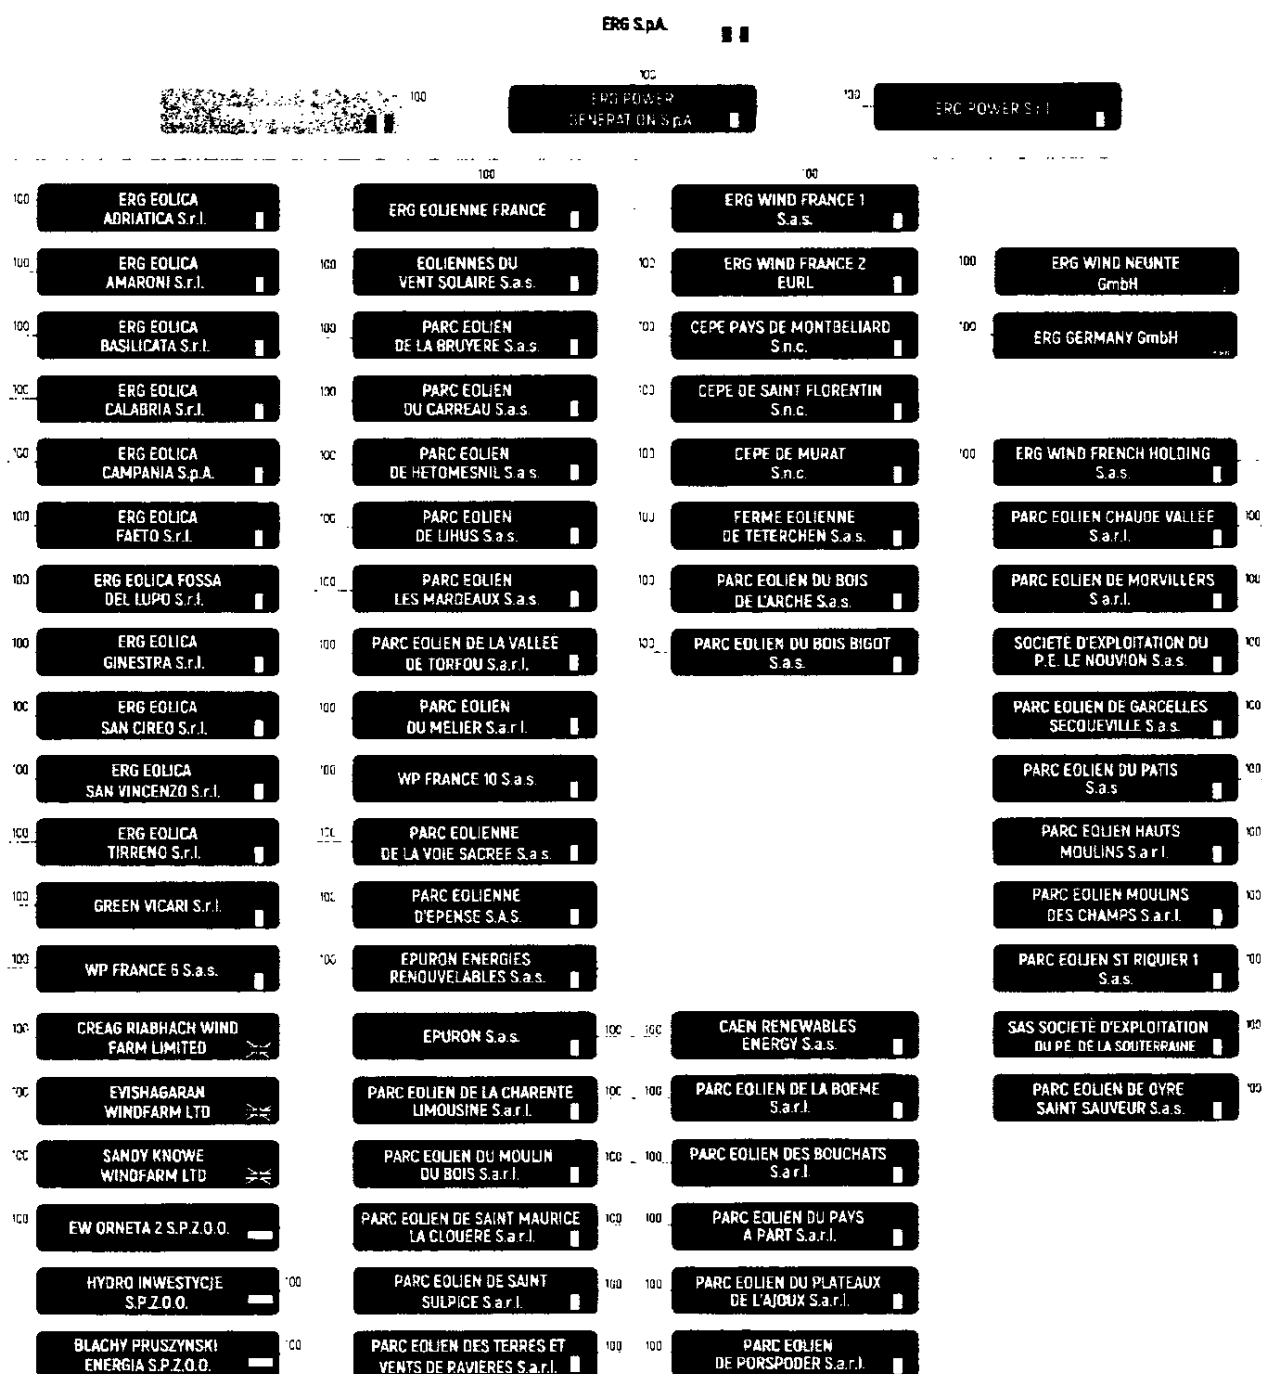 ERG S.p.A.
100
100
ERG POWER
GENERATION S.p.A.
100
ERG POWER S.r.l.
100
100
100
ERG EOLICA
ADRIATICA S.r.l.
ERG EOLIENNE FRANCE
ERG WIND FRANCE 1
S.a.s.
100
ERG EOLICA
AMARONI S.r.l.
100
EOLIENNES DU
VENT SOLAIRE S.a.s.
100
ERG WIND FRANCE 2
EURL
100
ERG WIND NEUNTE
GmbH
100
ERG EOLICA
BASILICATA S.r.l.
100
PARC EOLIEN
DE LA BRUYERE S.a.s.
100
CEPE PAYS DE MONTBELIARD
S.n.c.
100
ERG GERMANY GmbH
100
ERG EOLICA
CALABRIA S.r.l.
100
PARC EOLIEN
DU CARREAU S.a.s.
100
CEPE DE SAINT FLORENTIN
S.n.c.
100
ERG EOLICA
CAMPANIA S.p.A.
100
PARC EOLIEN
DE HETOMESNIL S.a.s.
100
CEPE DE MURAT
S.n.c.
100
ERG WIND FRENCH HOLDING
S.a.s.
100
ERG EOLICA
FAETO S.r.l.
100
PARC EOLIEN
DE LIHUS S.a.s.
100
FERME EOLIENNE
DE TETERCHEN S.a.s.
PARC EOLIEN CHAUDE VALLÉE
S.a.r.l.
100
100
ERG EOLICA FOSSA
DEL LUPO S.r.l.
100
PARC EOLIEN
LES MARDEAUX S.a.s.
100
PARC EOLIEN DU BOIS
DE L'ARCHE S.a.s.
PARC EOLIEN DE MORVILLERS
S.a.r.l.
100
100
ERG EOLICA
GINESTRA S.r.l.
100
PARC EOLIEN DE LA VALLEE
DE TORFOU S.a.r.l.
100
PARC EOLIEN DU BOIS BIGOT
S.a.s.
SOCIETE D'EXPLOITATION DU
P.E. LE NOUVION S.a.s.
100
100
ERG EOLICA
SAN CIREO S.r.l.
100
PARC EOLIEN
DU MELIER S.a.r.l.
PARC EOLIEN DE GARCELLES
SECQUEVILLE S.a.s.
100
100
ERG EOLICA
SAN VINCENZO S.r.l.
100
WP FRANCE 10 S.a.s.
PARC EOLIEN DU PATIS
S.a.s
100
100
ERG EOLICA
TIRRENO S.r.l.
100
PARC EOLIENNE
DE LA VOIE SACREE S.a.s.
PARC EOLIEN HAUTS
MOULINS S.a.r.l.
100
100
GREEN VICARI S.r.l.
100
PARC EOLIENNE
D'EPENSE S.A.S.
PARC EOLIEN MOULINS
DES CHAMPS S.a.r.l.
100
100
WP FRANCE 6 S.a.s.
100
EPURON ENERGIES
RENOUVELABLES S.a.s.
PARC EOLIEN ST RIQUIER 1
S.a.s.
100
100
CREAG RIABHACH WIND
FARM LIMITED
EPURON S.a.s.
100
100
CAEN RENEWABLES
ENERGY S.a.s.
SAS SOCIETÉ D'EXPLOITATION
DU P.E. DE LA SOUTERRAINE
100
100
EVISHAGARAN
WINDFARM LTD
PARC EOLIEN DE LA CHARENTE
LIMOUSINE S.a.r.l.
100
100
PARC EOLIEN DE LA BOEME
S.a.r.l.
PARC EOLIEN DE OYRE
SAINT SAUVEUR S.a.s.
100
100
SANDY KNOWE
WINDFARM LTD
PARC EOLIEN DU MOULIN
DU BOIS S.a.r.l.
100
100
PARC EOLIEN DES BOUCHATS
S.a.r.l.
100
EW ORNETA 2 S.P.Z.O.O.
PARC EOLIEN DE SAINT MAURICE
LA CLOUERE S.a.r.l.
100
100
PARC EOLIEN DU PAYS
A PART S.a.r.l.
HYDRO INWESTYCJE
S.P.Z.O.O.
100
PARC EOLIEN DE SAINT
SULPICE S.a.r.l.
100
100
PARC EOLIEN DU PLATEAUX
DE L'AJOUX S.a.r.l.
BLACHY PRUSZYNSKI
ENERGIA S.P.Z.O.O.
100
PARC EOLIEN DES TERRES ET
VENTS DE RAVIERES S.a.r.l.
100
100
PARC EOLIEN
DE PORSPODER S.a.r.l.